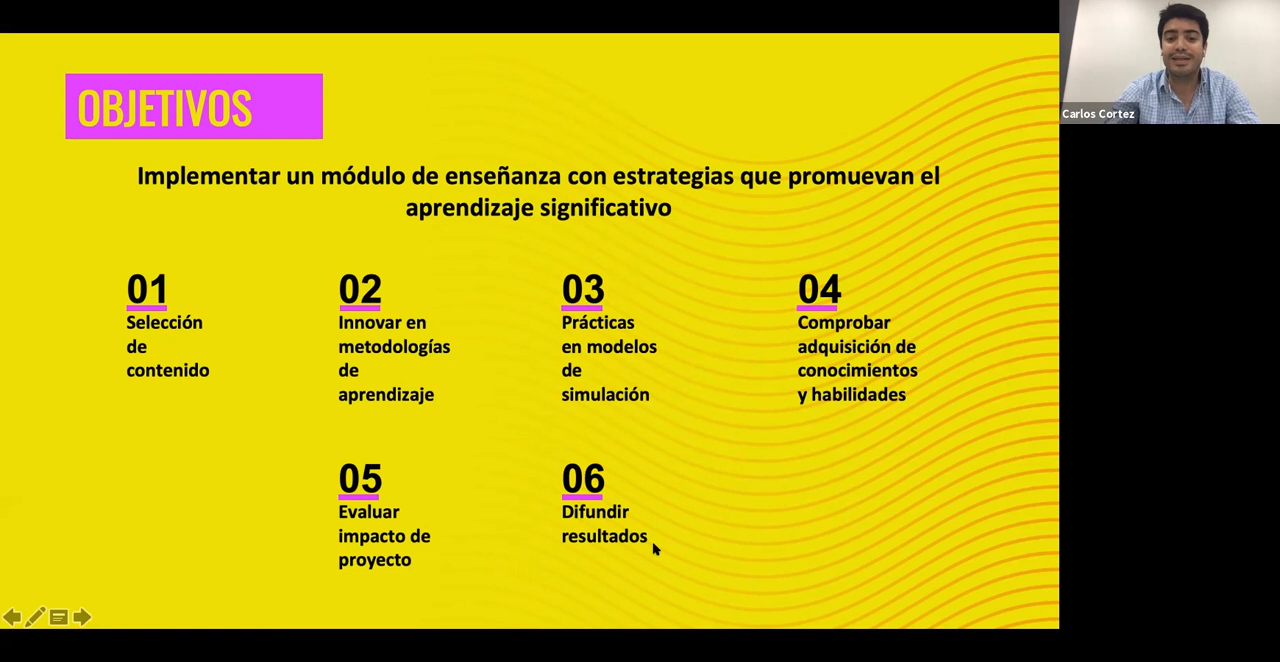 OBJETIVOS
Carlos Cortez
Implementar un módulo de enseñanza con estrategias que promuevan el
aprendizaje significativo
01
Selección
de
contenido
02
Innovar en
metodologías
de
aprendizaje
03
Prácticas
en modelos
de
simulación
04
Comprobar
adquisición de
conocimientos
y habilidades
05
Evaluar
impacto de
proyecto
06
Difundir
resultados